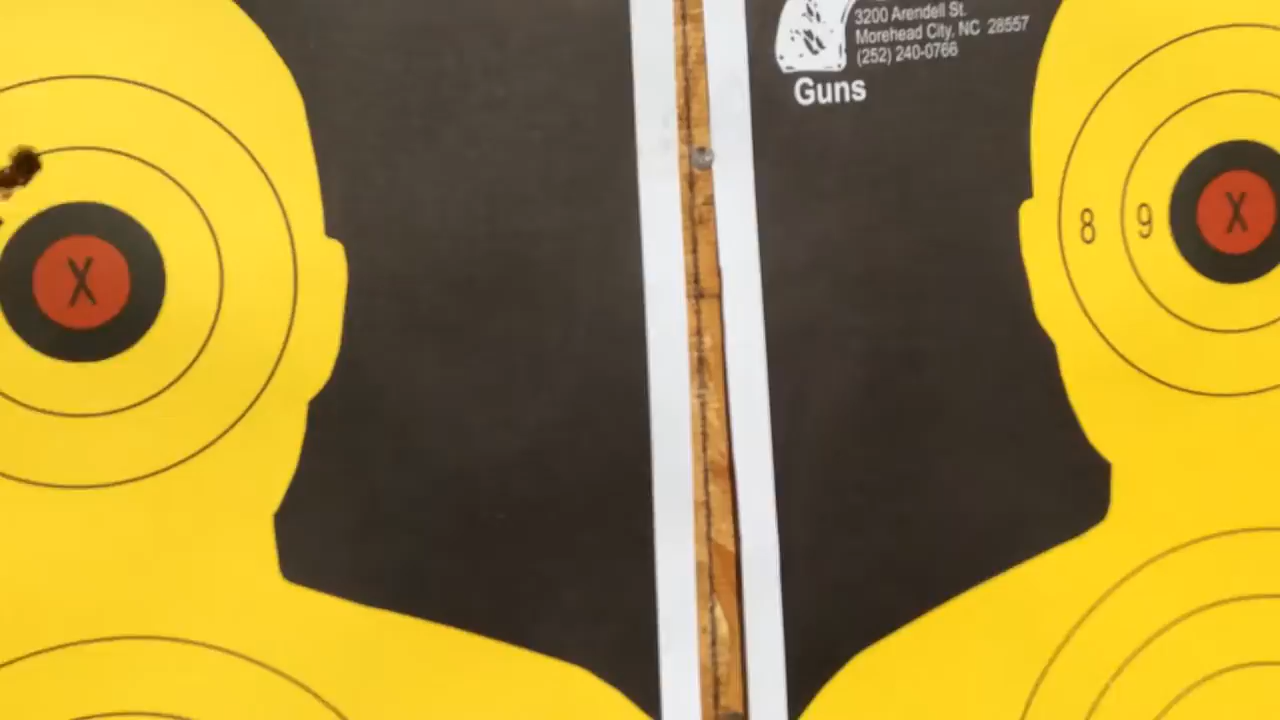 3200 Arendell St.
Morehead City, NC 28557
(252) 240-0766
Guns
X
8 9 X